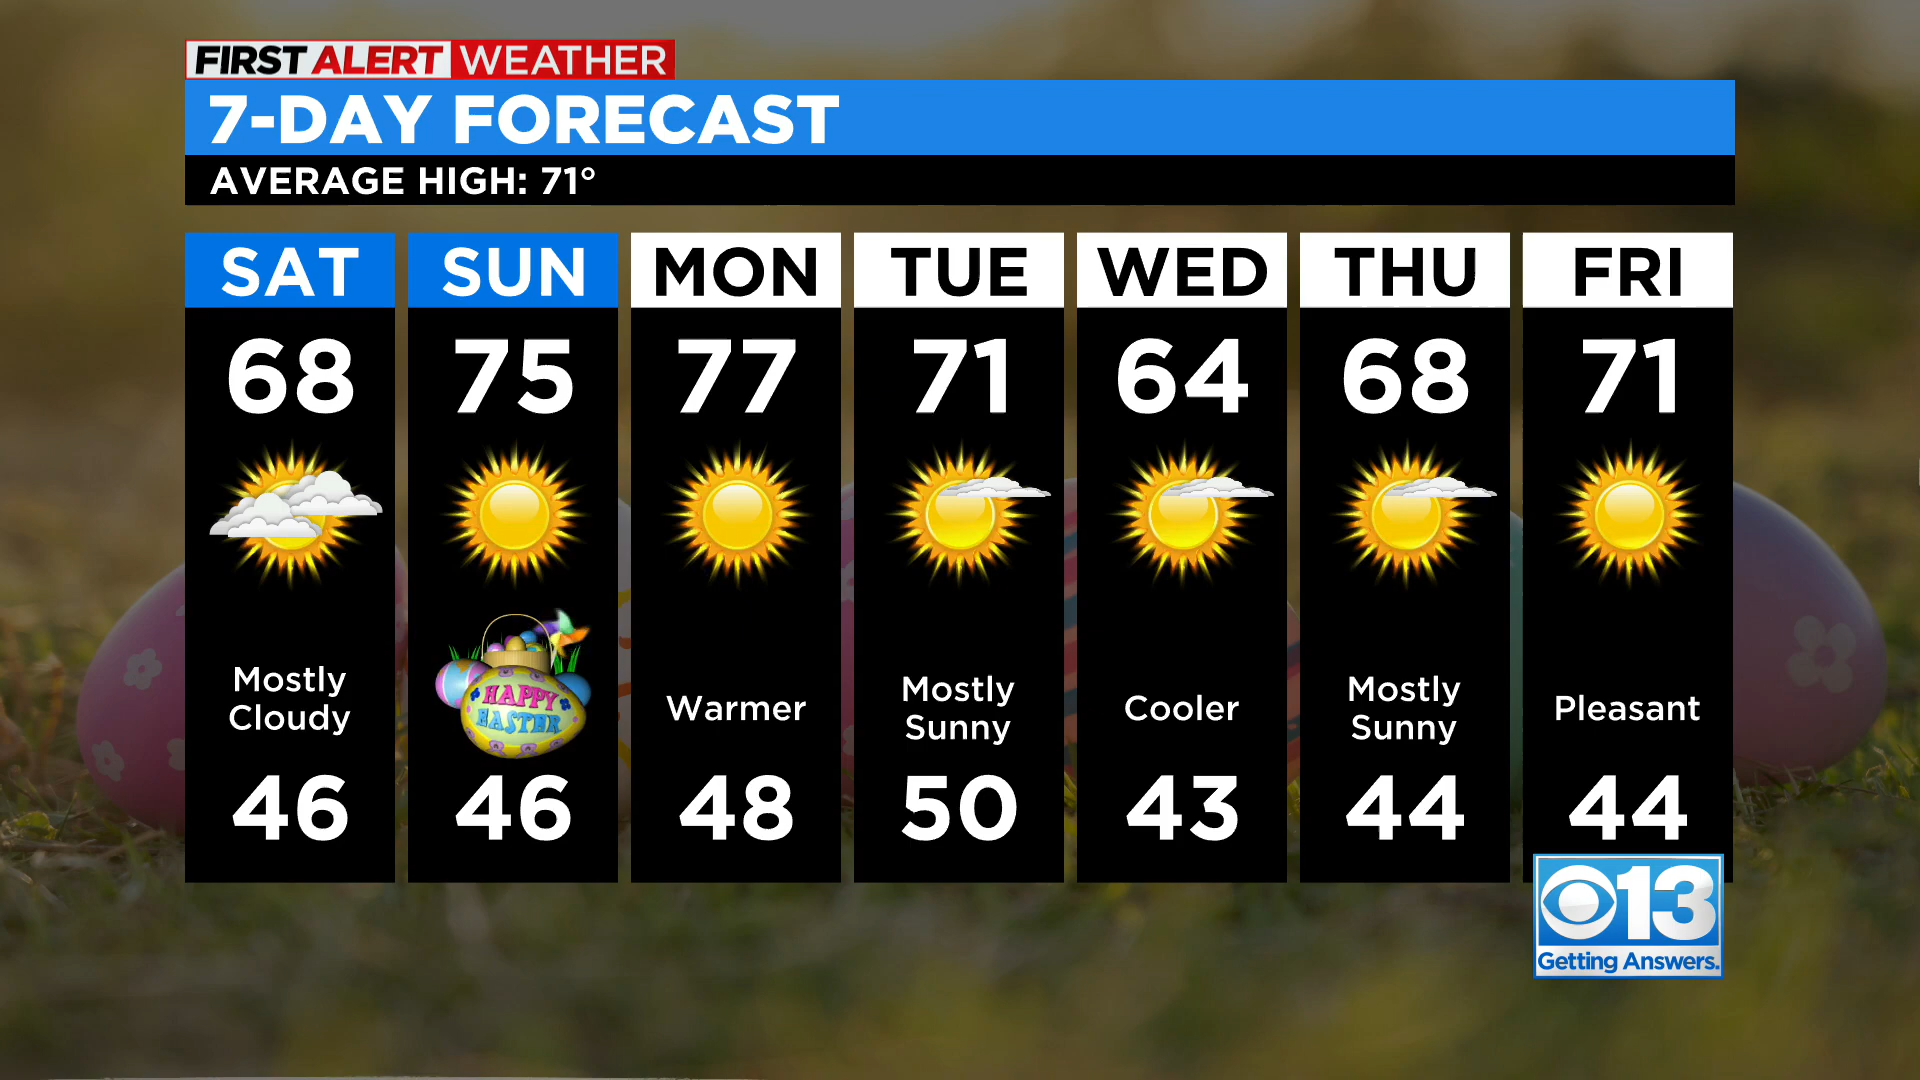 FIRST ALERT WEATHER
7-DAY FORECAST
AVERAGE HIGH: 71°
SAT SUN MON TUE WED THU FRI
68 75 77 71 64 68 71
Mostly
Cloudy
HAPPY
EASTER
Warmer
Mostly
Sunny
Cooler
Mostly
Sunny
Pleasant
46 46 48 50 43 44 44
13
Getting Answers.